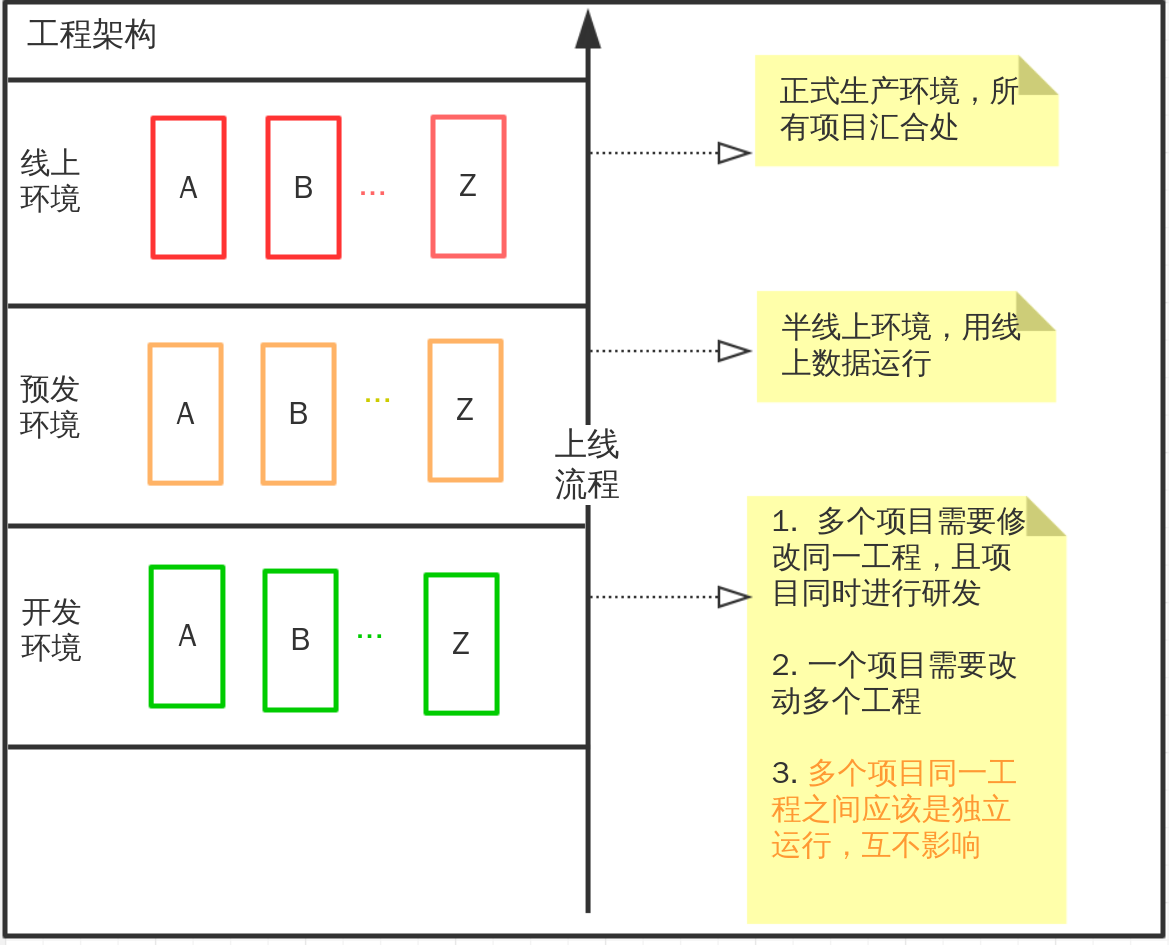 工程架构
线上
环境
A
B
...
Z
正式生产环境，所
有项目汇合处
预发
环境
A
B
...
Z
半线上环境，用线
上数据运行
上线
流程
开发
环境
A
B
...
Z
1.  多个项目需要修
改同一工程，且项
目同时进行研发
2. 一个项目需要改
动多个工程
3. 多个项目同一工
程之间应该是独立
运行，互不影响